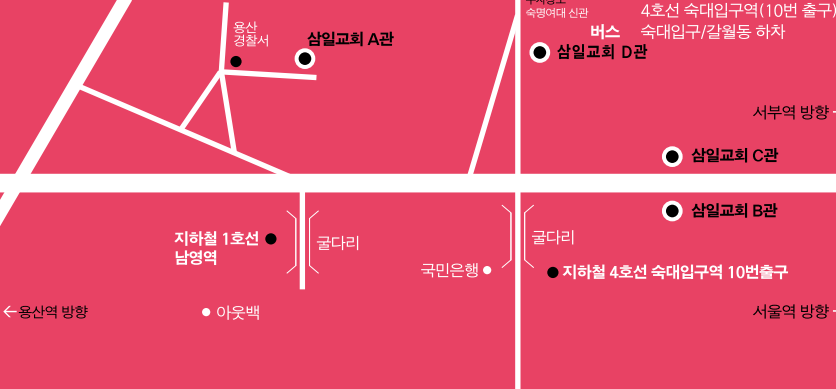 숙명여대 신관
4호선 숙대입구역(10번 출구)
버스 숙대입구/갈월동 하차
용산
경찰서
삼일교회 A관
삼일교회 D관
서부역 방향
삼일교회 C관
삼일교회 B관
지하철 1호선
남영역
굴다리
굴다리
국민은행
지하철 4호선 숙대입구역 10번출구
용산역 방향
아웃백
서울역 방향